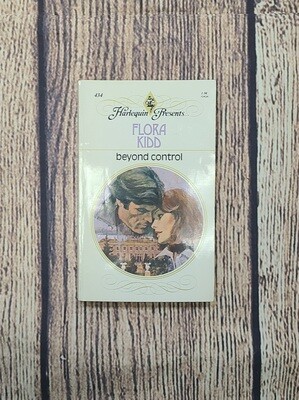 434
Harlequin Presents
FLORA
KIDD
beyond control